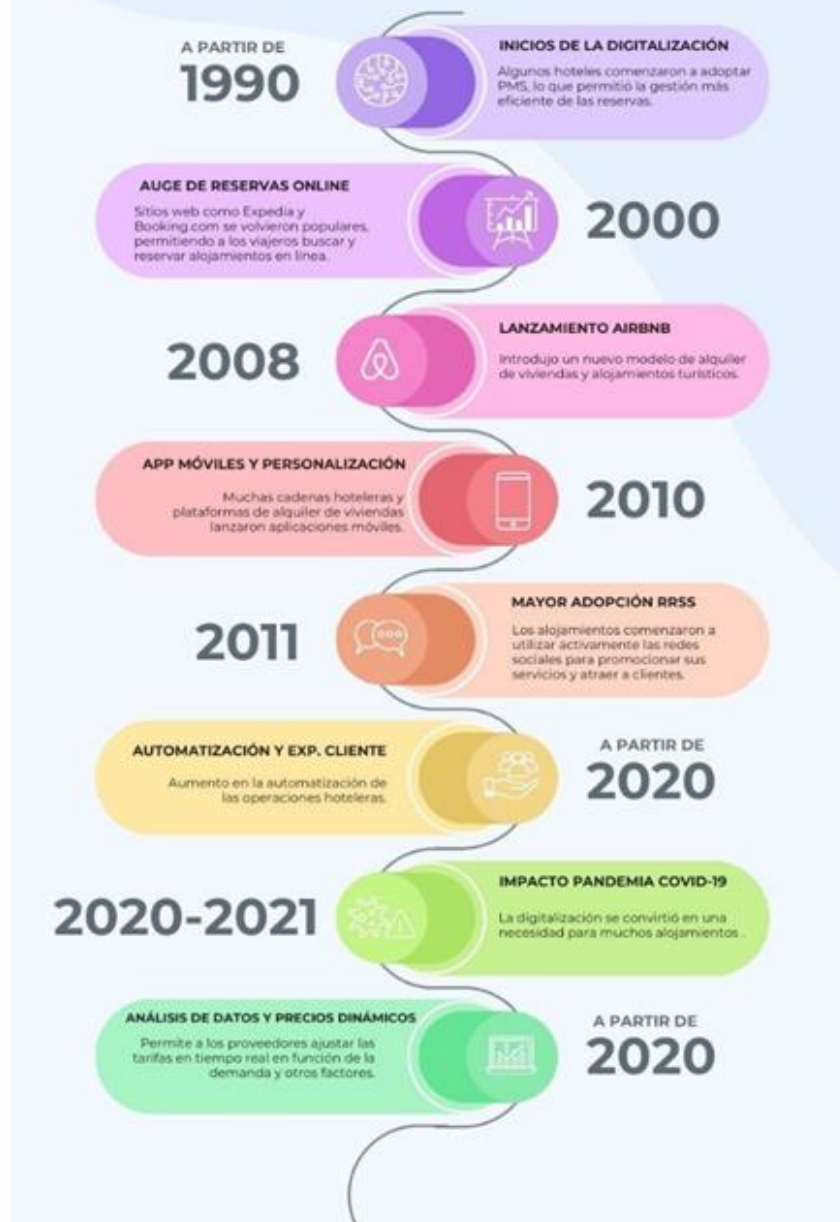 A PARTIR DE
1990
INICIOS DE LA DIGITALIZACIÓN
Algunos hoteles comenzaron a adoptar
PMS, lo que permitió la gestión más
eficiente de las reservas.
AUGE DE RESERVAS ONLINE
Sitios web como Expedia y
Booking.com se volvieron populares,
permitiendo a los viajeros buscar y
reservar alojamientos en línea.
2000
2008
LANZAMIENTO AIRBNB
Introdujo un nuevo modelo de alquiler
de viviendas y alojamientos turísticos.
APP MÓVILES Y PERSONALIZACIÓN
Muchas cadenas hoteleras y
plataformas de alquiler de viviendas
lanzaron aplicaciones móviles.
2010
2011
MAYOR ADOPCIÓN RRSS
Los alojamientos comenzaron a
utilizar activamente las redes
sociales para promocionar sus
servicios y atraer a clientes.
AUTOMATIZACIÓN Y EXP. CLIENTE
Aumento en la automatización de
las operaciones hoteleras.
A PARTIR DE
2020
2020-2021
IMPACTO PANDEMIA COVID-19
La digitalización se convirtió en una
necesidad para muchos alojamientos .
ANÁLISIS DE DATOS Y PRECIOS DINÁMICOS
Permite a los proveedores ajustar las
tarifas en tiempo real en función de la
demanda y otros factores.
A PARTIR DE
2020